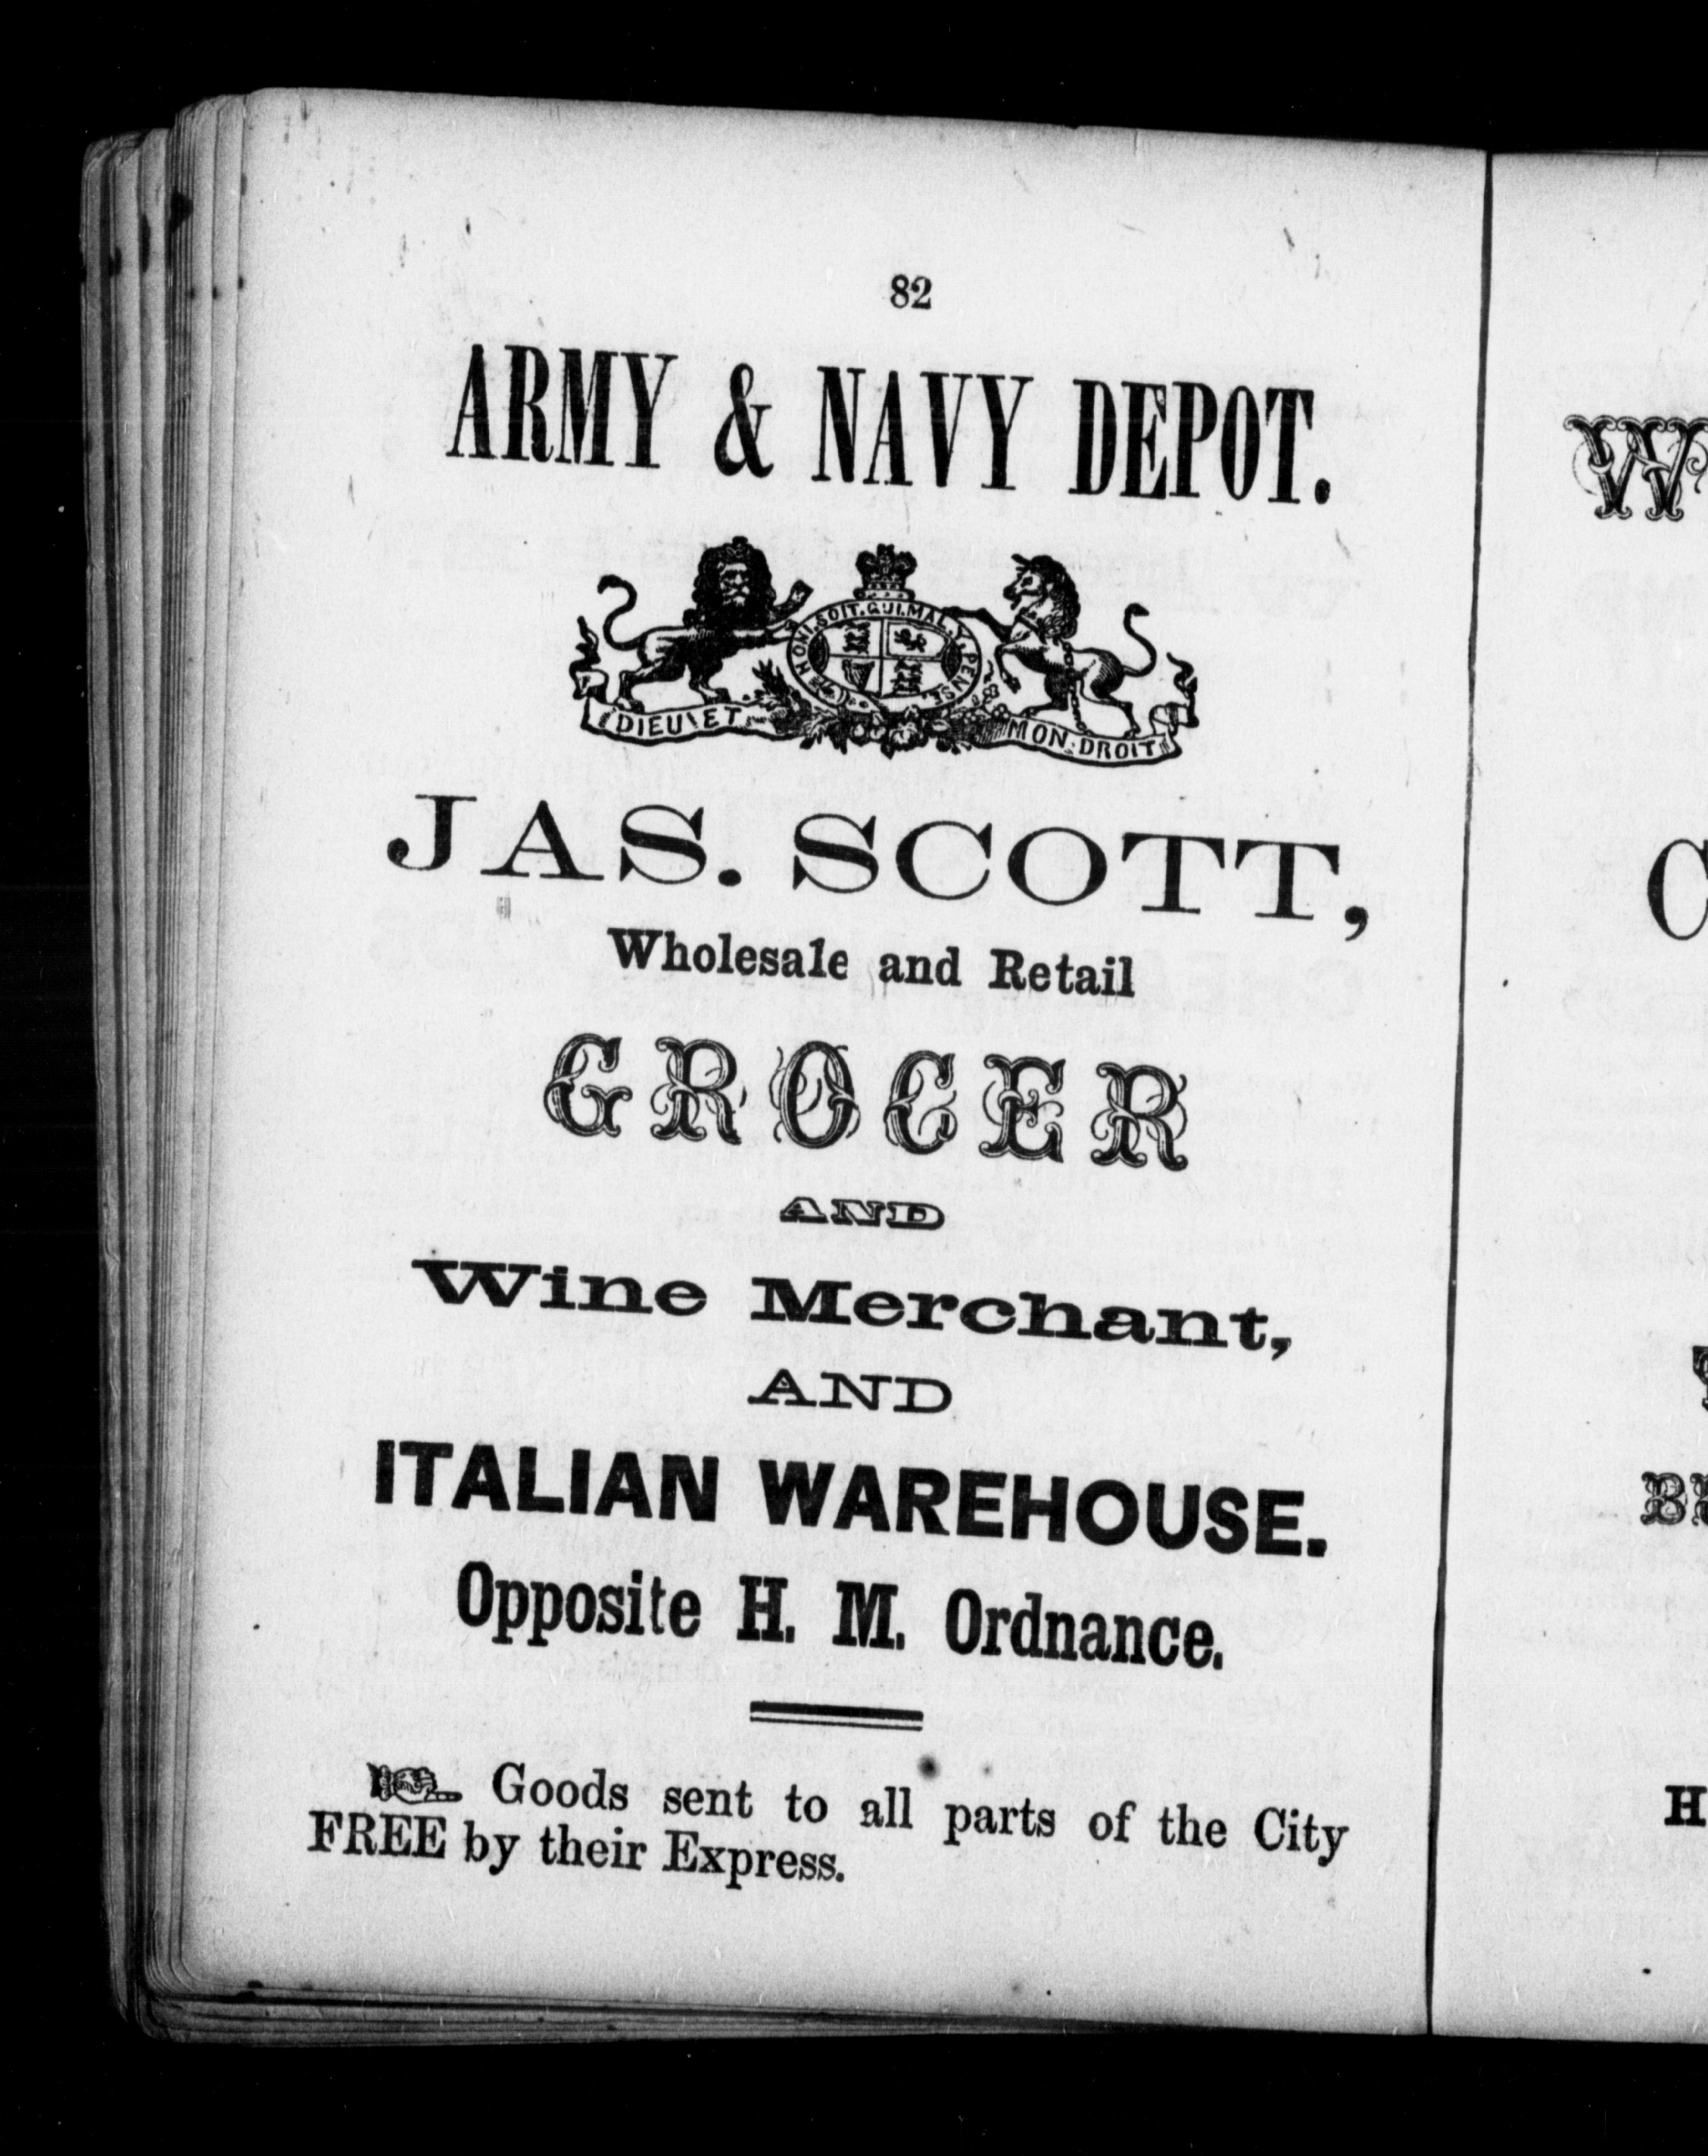 82
ARMY & NAVY DEPOT.
HONI.SOIT.QUI.MAL.Y.PENSE
DIEU ET MON DROIT
JAS. SCOTT,
Wholesale and Retail
GROCER
AND
Wine Merchant,
AND
ITALIAN WAREHOUSE.
Opposite H. M. Ordnance.
☞ Goods sent to all parts of the City
FREE by their Express.
W
C
H